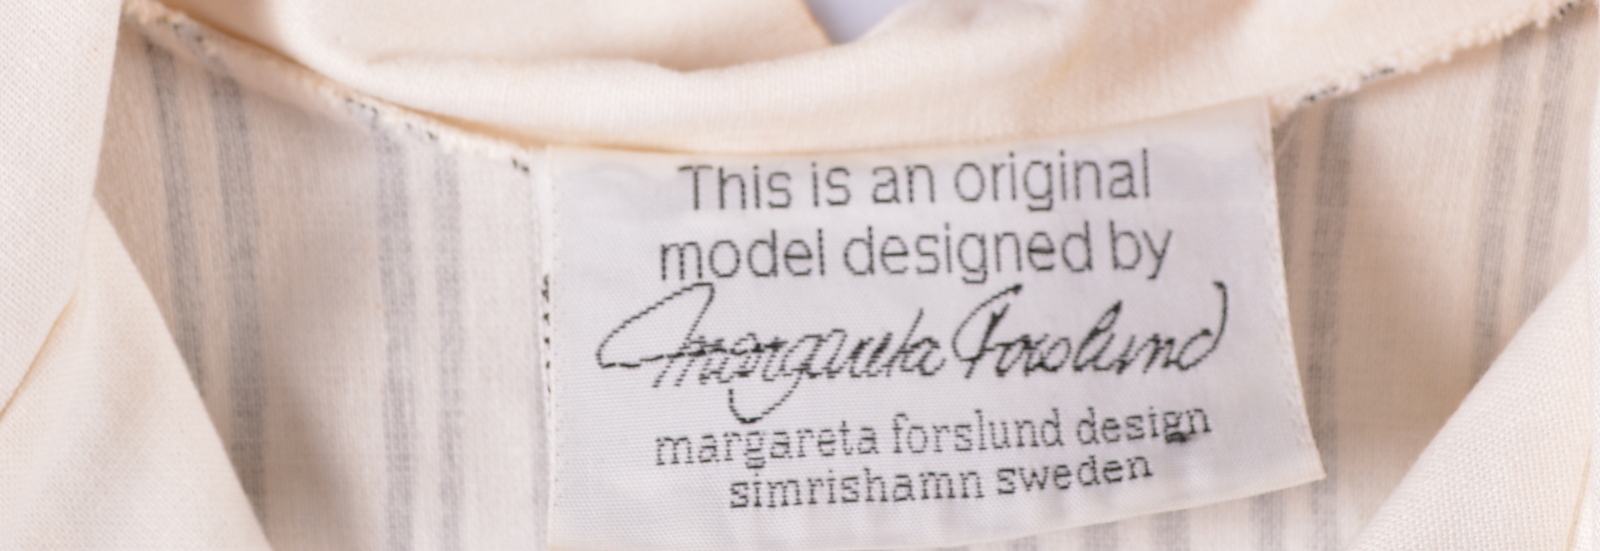 This is an original
model designed by
Margareta Forslund
margareta forslund design
simrishamn sweden